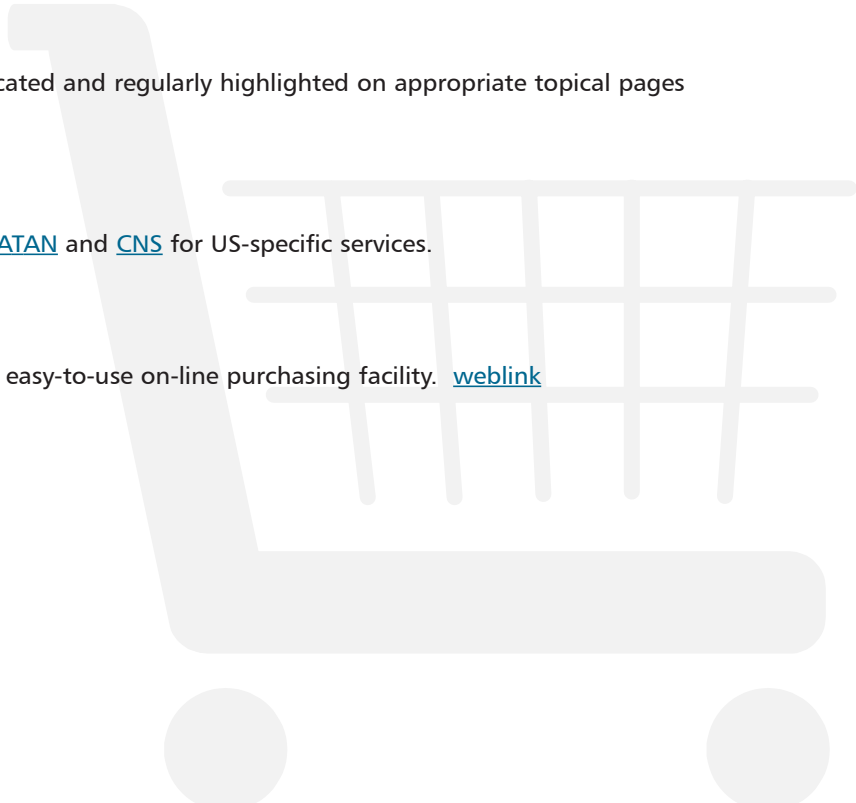 cated and regularly highlighted on appropriate topical pages
ATAN and CNS for US-specific services.
easy-to-use on-line purchasing facility. weblink